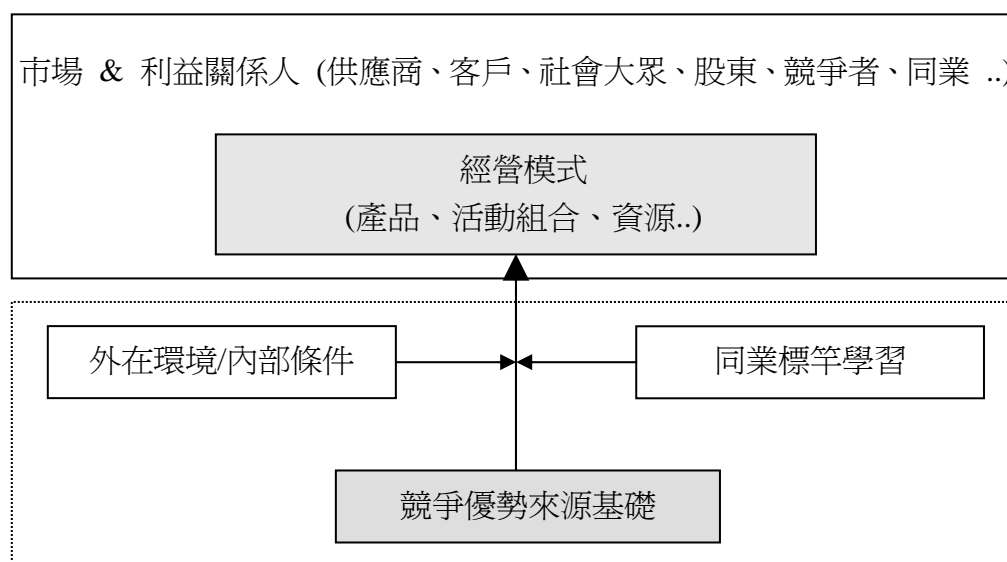 市場 & 利益關係人 (供應商、客戶、社會大眾、股東、競爭者、同業 ..)
經營模式
(產品、活動組合、資源..)
外在環境/內部條件
同業標竿學習
競爭優勢來源基礎